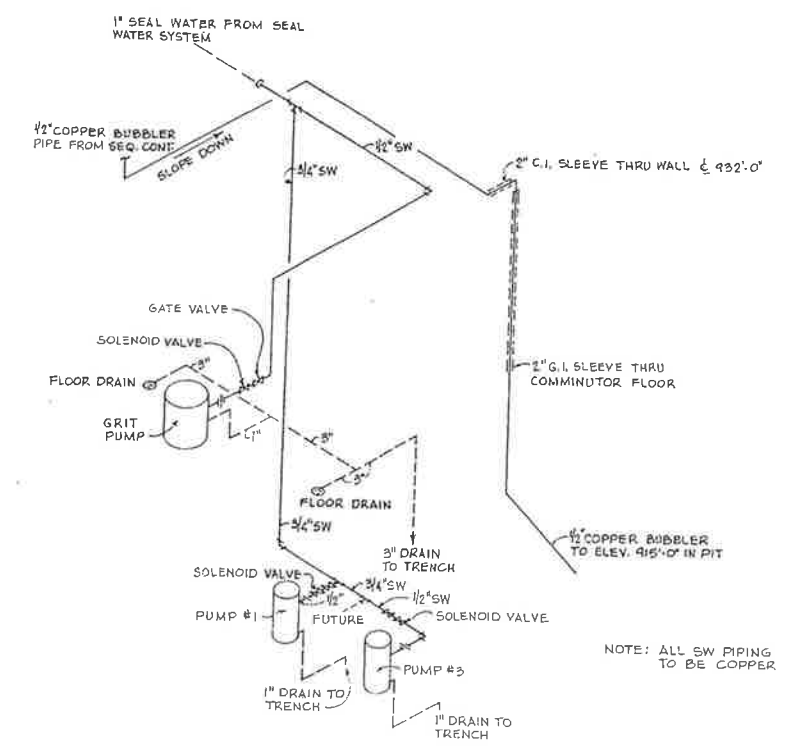 1" SEAL WATER FROM SEAL
WATER SYSTEM
1/2" COPPER BUBBLER
PIPE FROM SEQ. CONT.
SLOPE DOWN
3/4" SW
1/2" SW
2" C.I. SLEEVE THRU WALL ℄ 932'-0"
GATE VALVE
SOLENOID VALVE
3"
FLOOR DRAIN
2" C.I. SLEEVE THRU
COMMINUTOR FLOOR
GRIT
PUMP
1"
3"
3"
FLOOR DRAIN
3/4" SW
3" DRAIN
TO TRENCH
1/2" COPPER BUBBLER
TO ELEV. 915'-0" IN PIT
SOLENOID VALVE
3/4" SW
1/2"
1/2" SW
PUMP #1
FUTURE
SOLENOID VALVE
NOTE: ALL SW PIPING
TO BE COPPER
PUMP #3
1" DRAIN TO
TRENCH
1" DRAIN TO
TRENCH